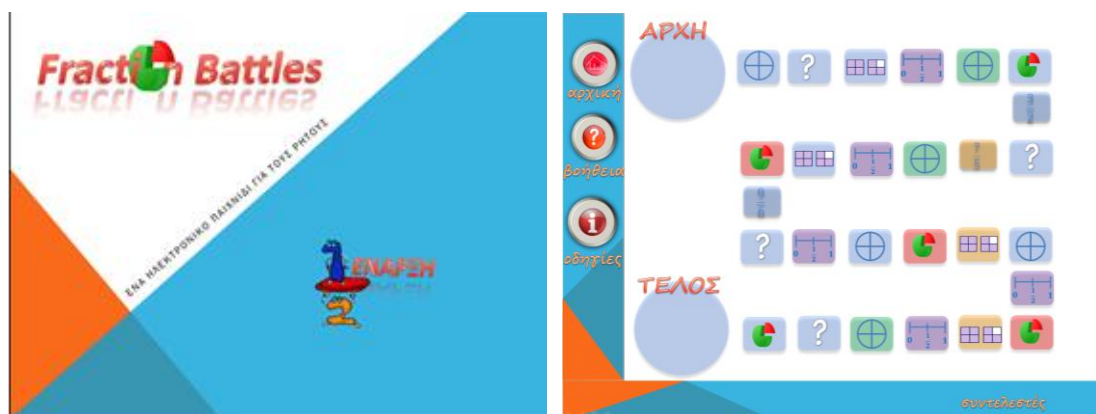 Fraction Battles
ΕΝΑ ΗΛΕΚΤΡΟΝΙΚΟ ΠΑΙΧΝΙΔΙ ΓΙΑ ΤΟΥΣ ΡΗΤΟΥΣ
ΕΝΑΡΞΗ
ΑΡΧΗ
αρχική
βοήθεια
οδηγίες
ΤΕΛΟΣ
συντελεστές